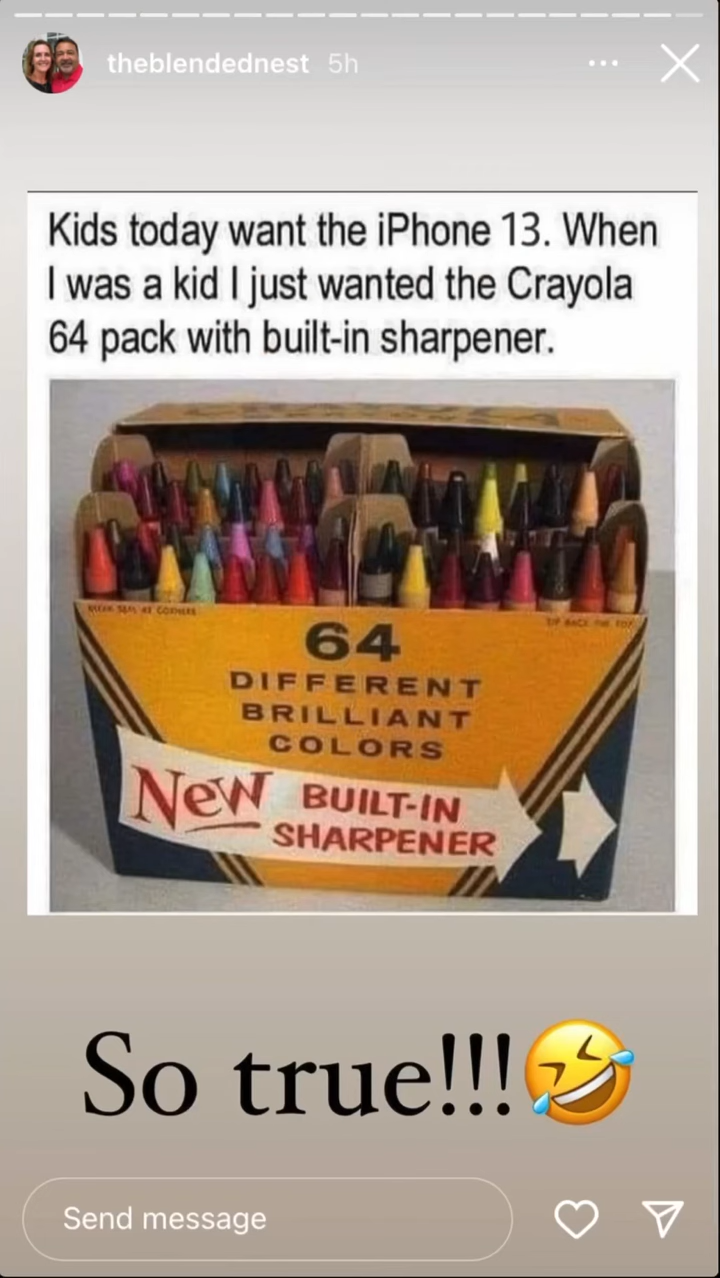 theblendednest 5h
Kids today want the iPhone 13. When
I was a kid I just wanted the Crayola
64 pack with built-in sharpener.
64
DIFFERENT
BRILLIANT
COLORS
New BUILT-IN
SHARPENER
So true!!!🤣
Send message